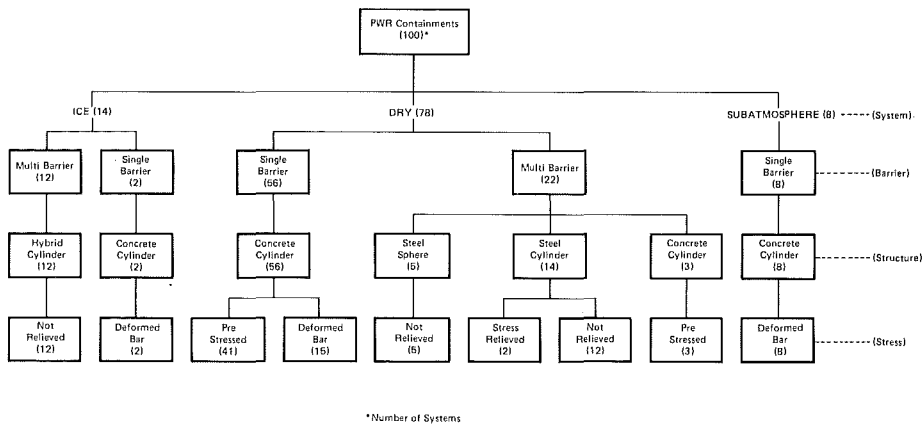 PWR Containments
(100)*
ICE (14)
DRY (78)
SUBATMOSPHERE (8) ----- (System)
Multi Barrier
(12)
Single
Barrier
(2)
Single
Barrier
(56)
Multi Barrier
(22)
Single
Barrier
(8)
(Barrier)
Hybrid
Cylinder
(12)
Concrete
Cylinder
(2)
Concrete
Cylinder
(56)
Steel
Sphere
(5)
Steel
Cylinder
(14)
Concrete
Cylinder
(3)
Concrete
Cylinder
(8)
(Structure)
Not
Relieved
(12)
Deformed
Bar
(2)
Pre
Stressed
(41)
Deformed
Bar
(15)
Not
Relieved
(5)
Stress
Relieved
(2)
Not
Relieved
(12)
Pre
Stressed
(3)
Deformed
Bar
(8)
(Stress)
*Number of Systems